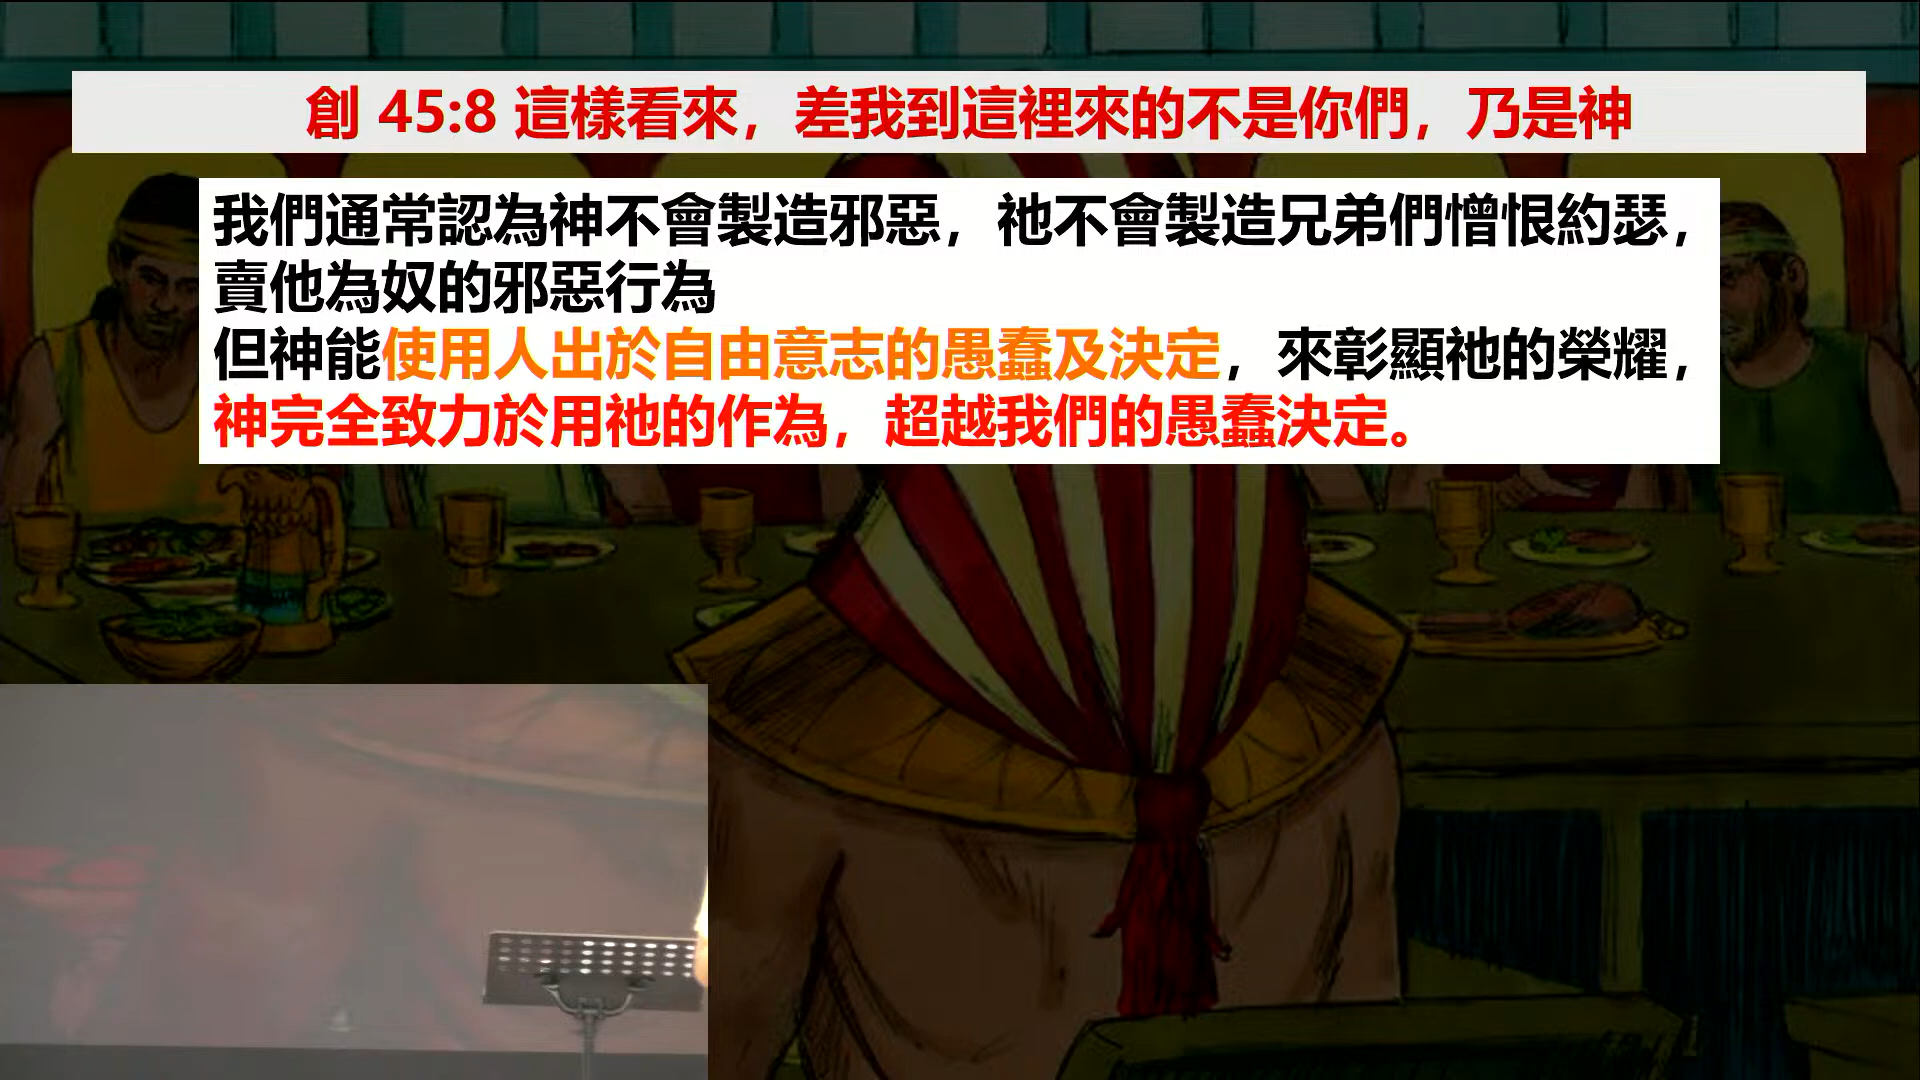 創 45:8 這樣看來，差我到這裡來的不是你們，乃是神
我們通常認為神不會製造邪惡，祂不會製造兄弟們憎恨約瑟，
賣他為奴的邪惡行為
但神能使用人出於自由意志的愚蠢及決定，來彰顯祂的榮耀，
神完全致力於用祂的作為，超越我們的愚蠢決定。